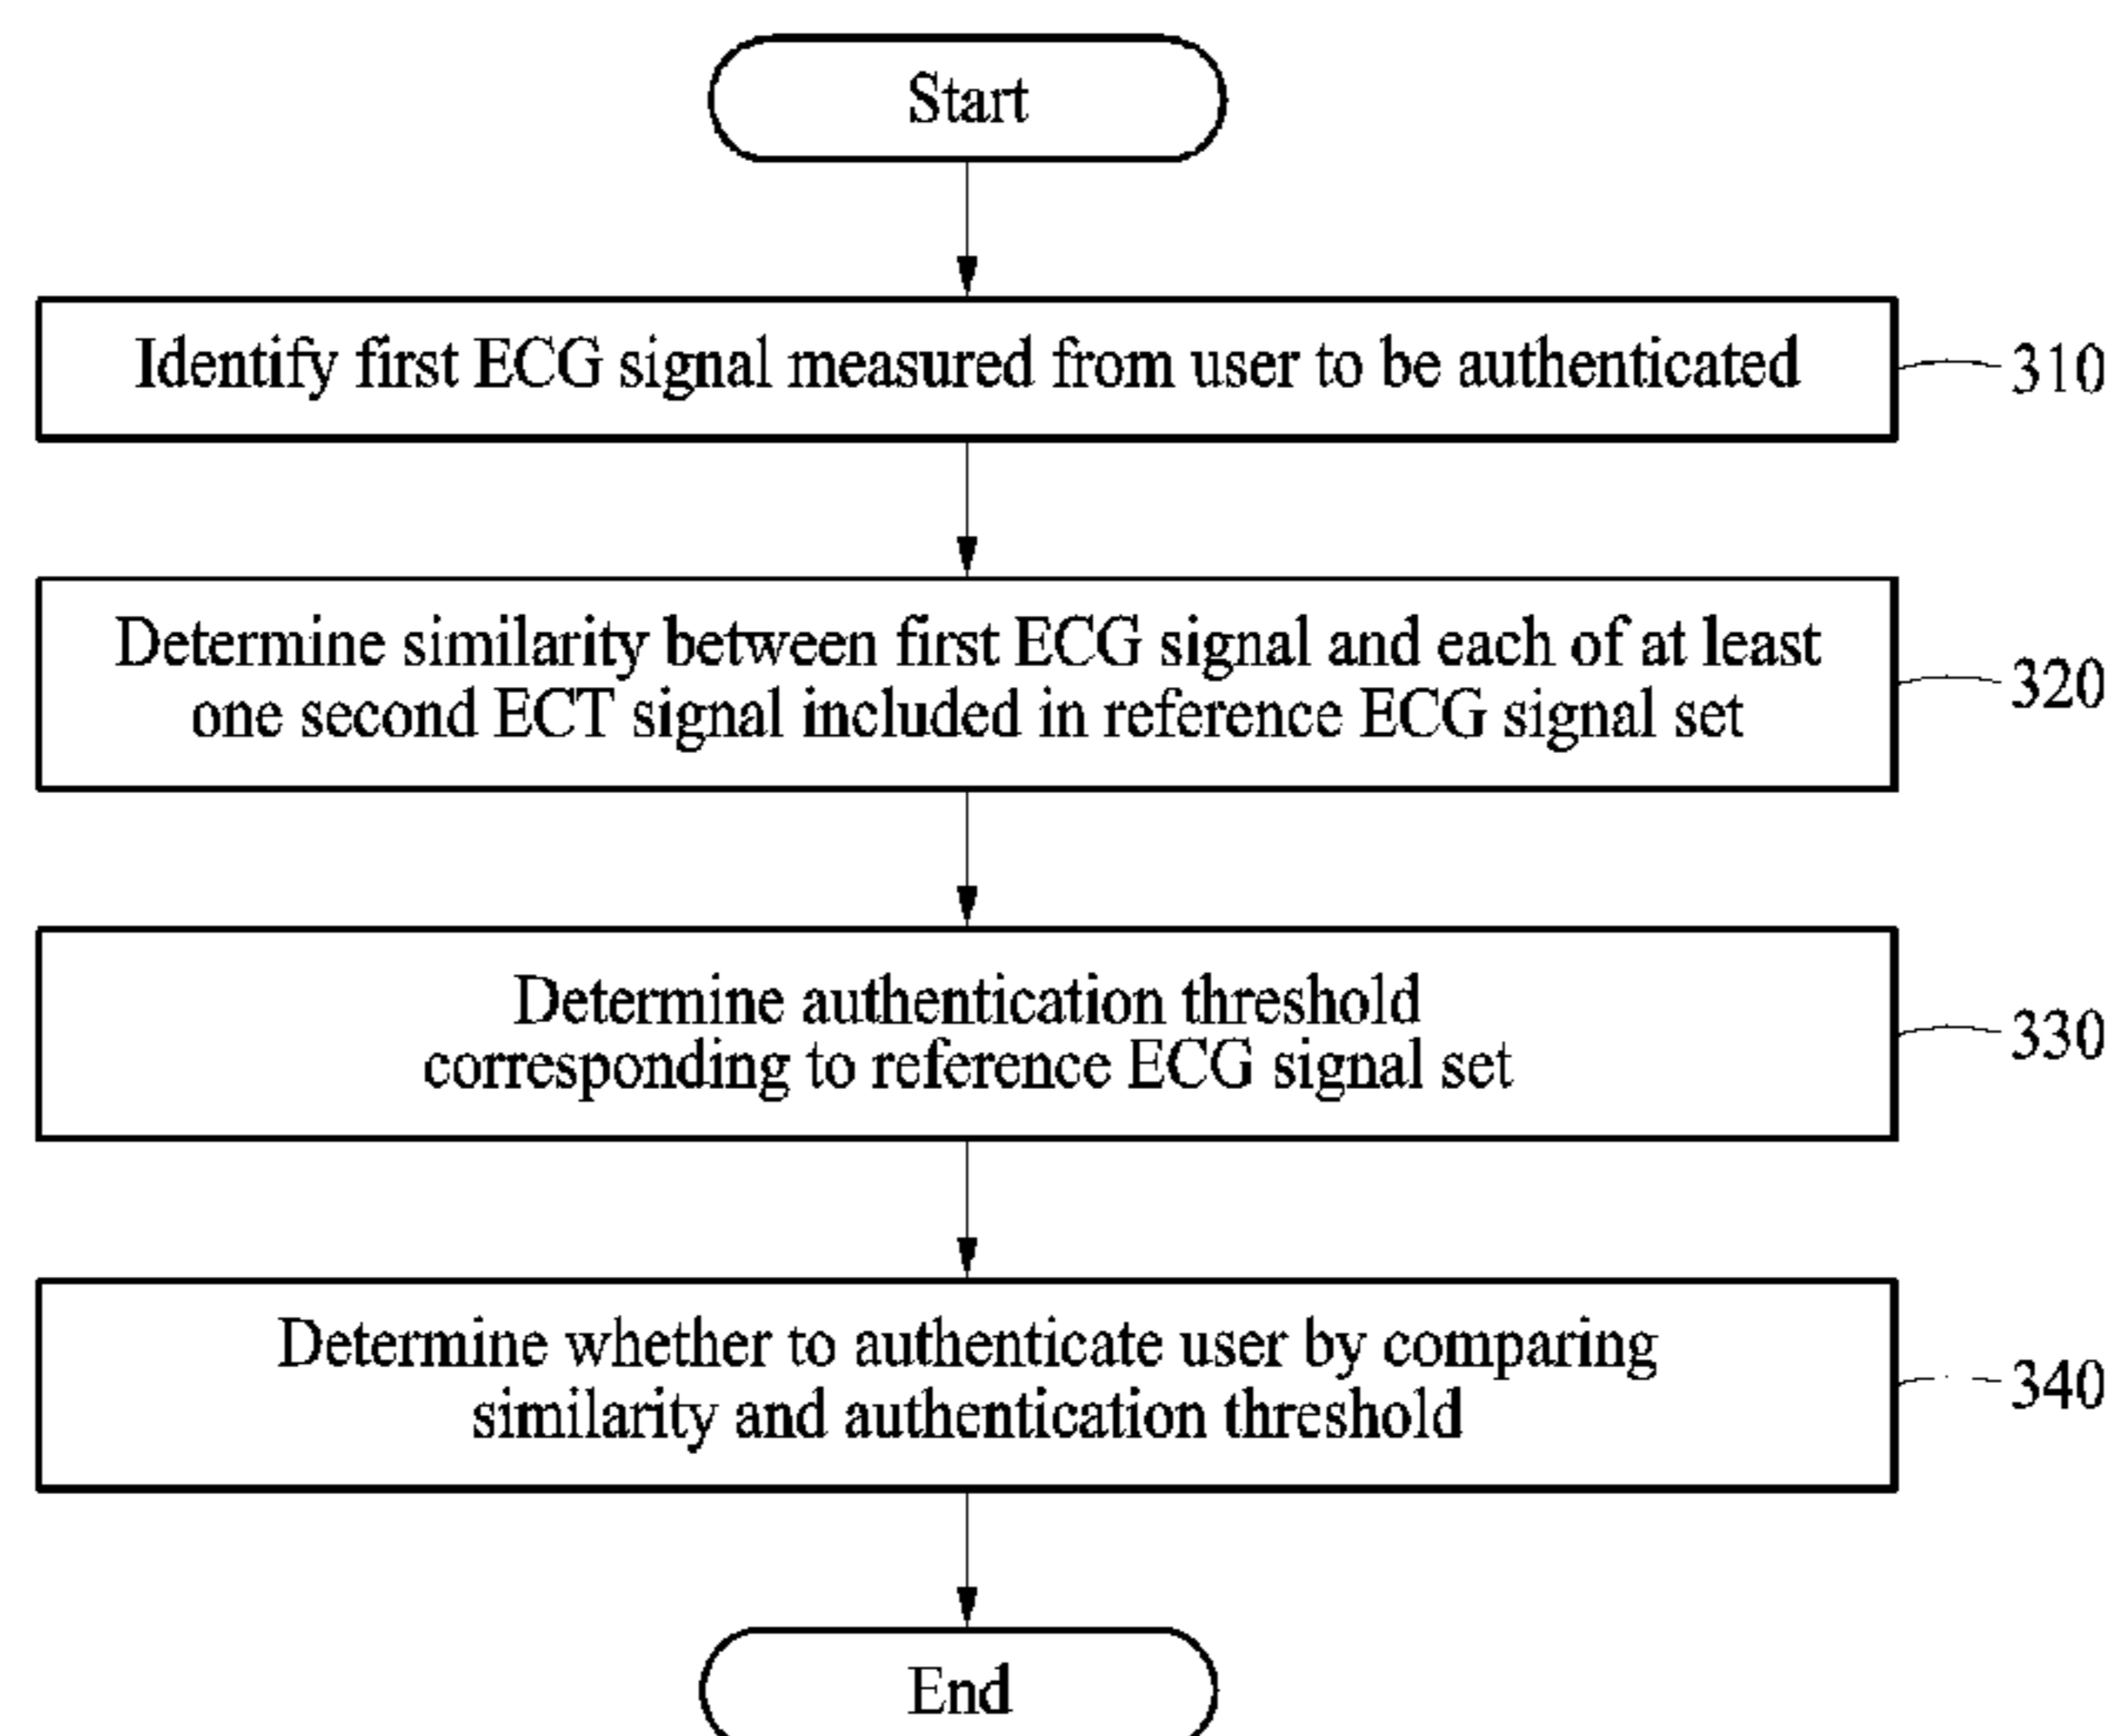 Start
Identify first ECG signal measured from user to be authenticated
310
Determine similarity between first ECG signal and each of at least
one second ECT signal included in reference ECG signal set
320
Determine authentication threshold
corresponding to reference ECG signal set
330
Determine whether to authenticate user by comparing
similarity and authentication threshold
340
End